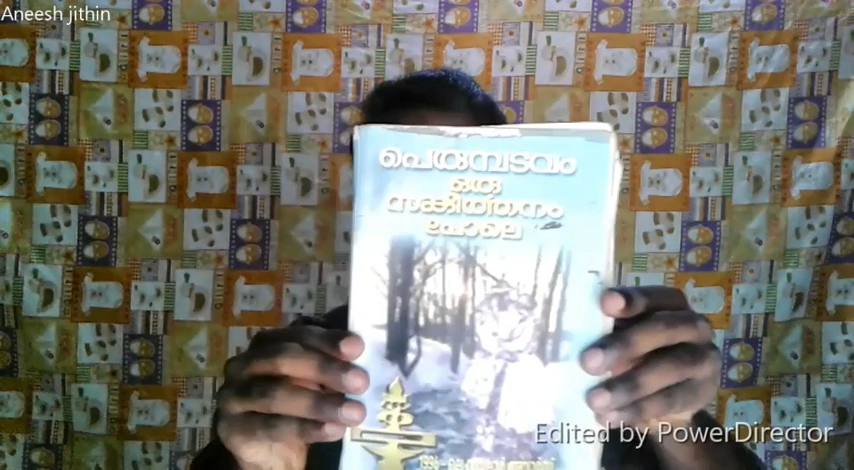 Aneesh jithin
പെരുമ്പടവം
ഒരു
സങ്കീർത്തനം
പോലെ
Edited by PowerDirector